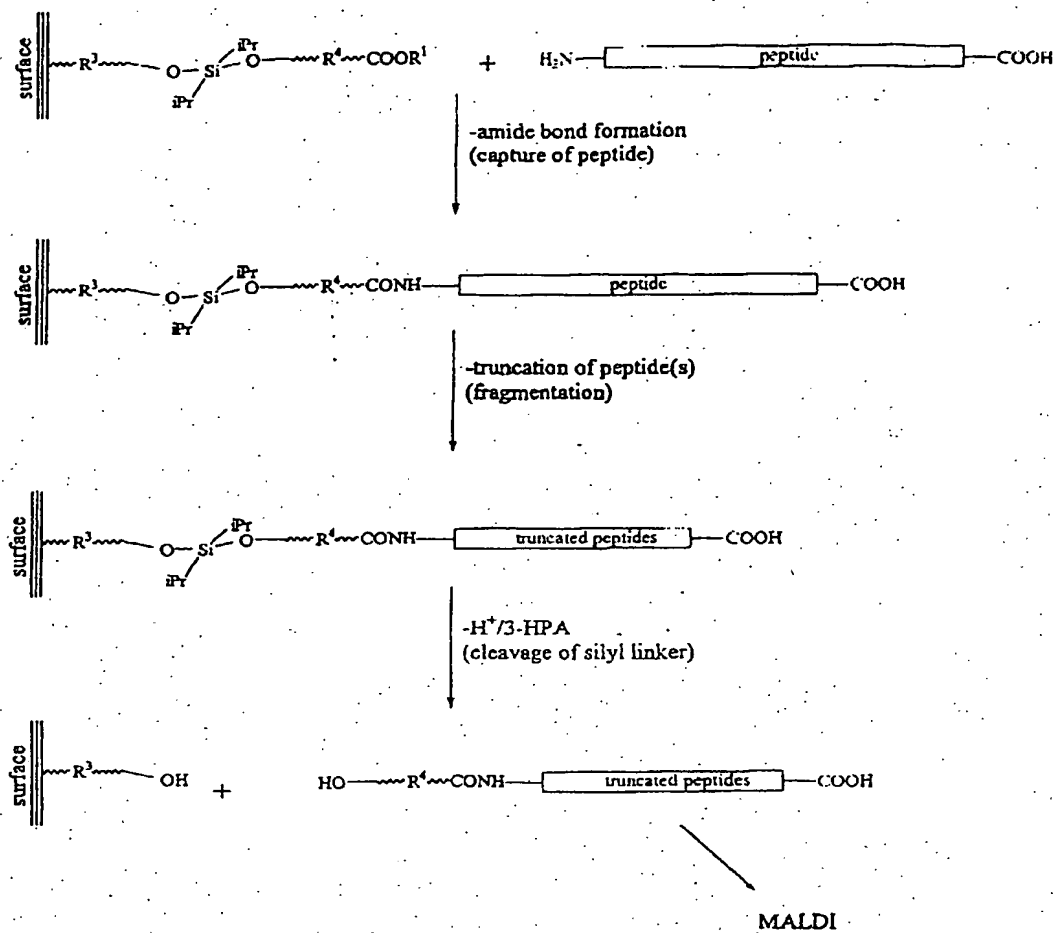 surface
R³
O
Si
iPr
iPr
O
R⁴
COOR¹
+
H₂N
peptide
COOH
-amide bond formation
(capture of peptide)
surface
R³
O
Si
iPr
iPr
O
R⁴
CONH
peptide
COOH
-truncation of peptide(s)
(fragmentation)
surface
R³
O
Si
iPr
iPr
O
R⁴
CONH
truncated peptides
COOH
-H⁺/3-HPA
(cleavage of silyl linker)
surface
R³
OH
+
HO
R⁴
CONH
truncated peptides
COOH
MALDI